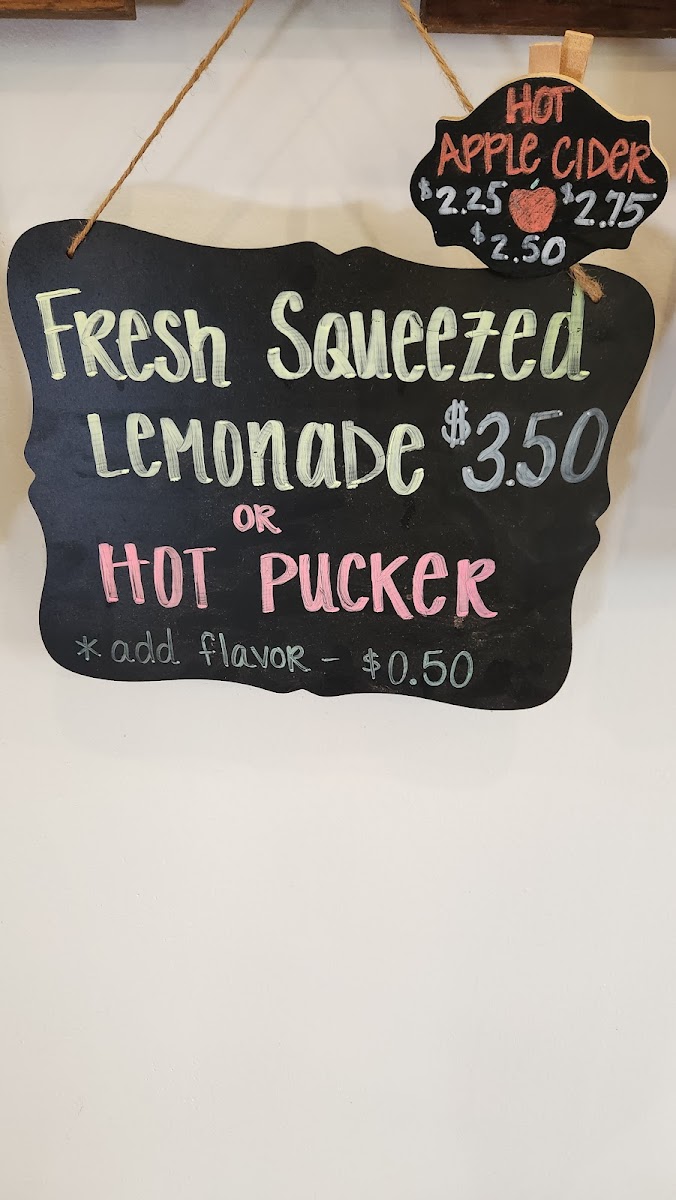 HOT
APPLE CIDER
$2.25 $2.75
$2.50
Fresh Squeezed
Lemonade $3.50
OR
HOT PUCKER
* add flavor - $0.50